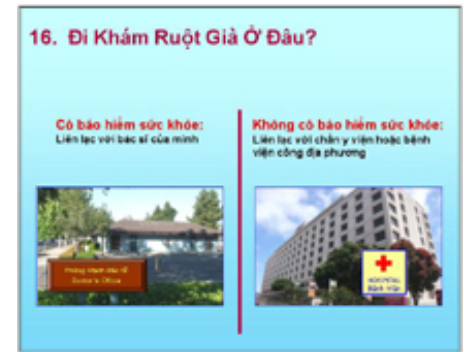 16. Đi Khám Ruột Già Ở Đâu?
Có bảo hiểm sức khỏe:
Liên lạc với bác sĩ của mình
Không có bảo hiểm sức khỏe:
Liên lạc với chẩn y viện hoặc bệnh
viện công địa phương
Phòng Mạch Bác Sĩ
Doctor's Office
HOSPITAL
Bệnh Viện